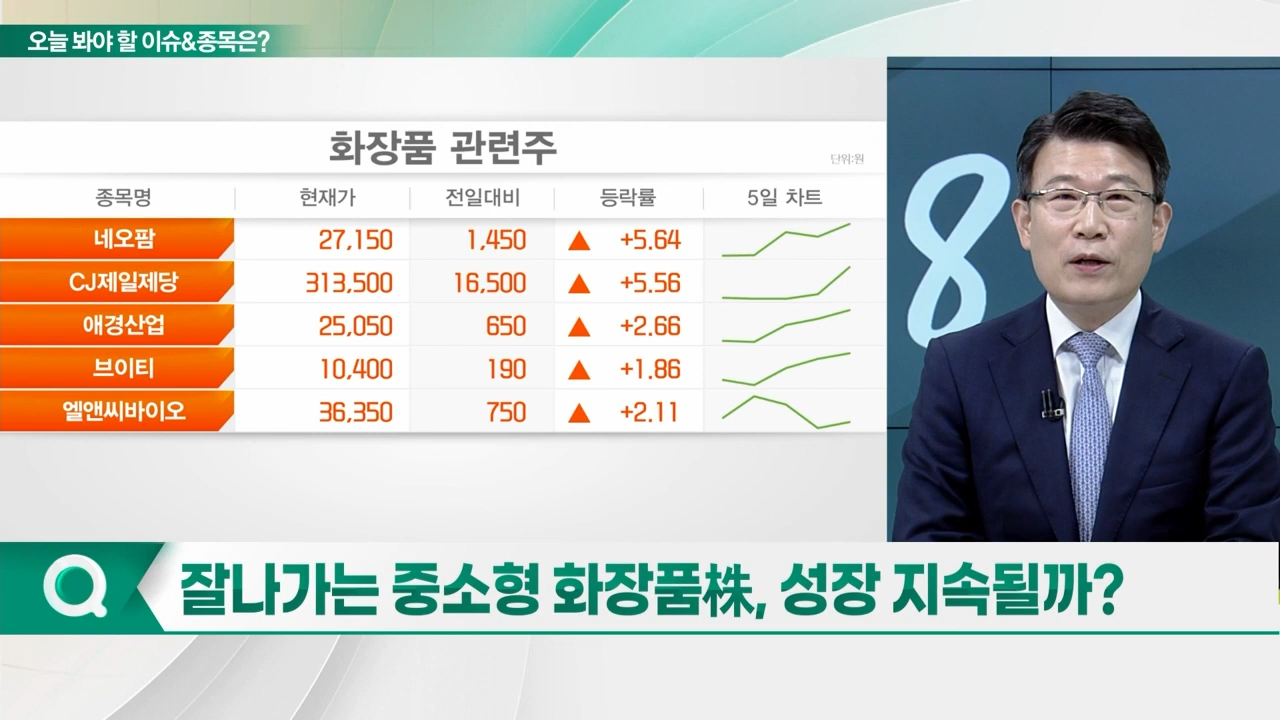 오늘 봐야 할 이슈&종목은?
화장품 관련주
단위:원
종목명 현재가 전일대비 등락률 5일 차트
네오팜 27,150 1,450 ▲ +5.64
CJ제일제당 313,500 16,500 ▲ +5.56
애경산업 25,050 650 ▲ +2.66
브이티 10,400 190 ▲ +1.86
엘앤씨바이오 36,350 750 ▲ +2.11
8
Q 잘나가는 중소형 화장품株, 성장 지속될까?